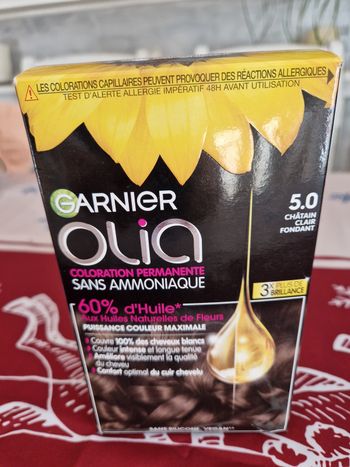 LES COLORATIONS CAPILLAIRES PEUVENT PROVOQUER DES RÉACTIONS ALLERGIQUES
TEST D'ALERTE ALLERGIE IMPÉRATIF 48H AVANT UTILISATION
GARNIER
Olia
COLORATION PERMANENTE
SANS AMMONIAQUE
5.0
CHÂTAIN
CLAIR
FONDANT
3X PLUS DE
BRILLANCE
60% d'Huile*
Aux Huiles Naturelles de Fleurs
PUISSANCE COULEUR MAXIMALE
Couvre 100% des cheveux blancs
Couleur intense et longue tenue
Améliore visiblement la qualité
du cheveu
Confort optimal du cuir chevelu
SANS SILICONE, VEGAN**